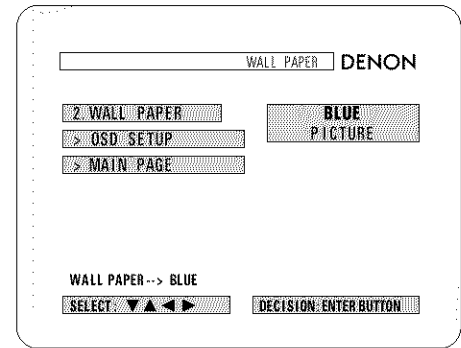 WALL PAPER DENON
2. WALL PAPER
> OSD SETUP
> MAIN PAGE
BLUE
PICTURE
WALL PAPER--> BLUE
SELECT: ▼ ▲ ◀ ▶
DECISION: ENTER BUTTON